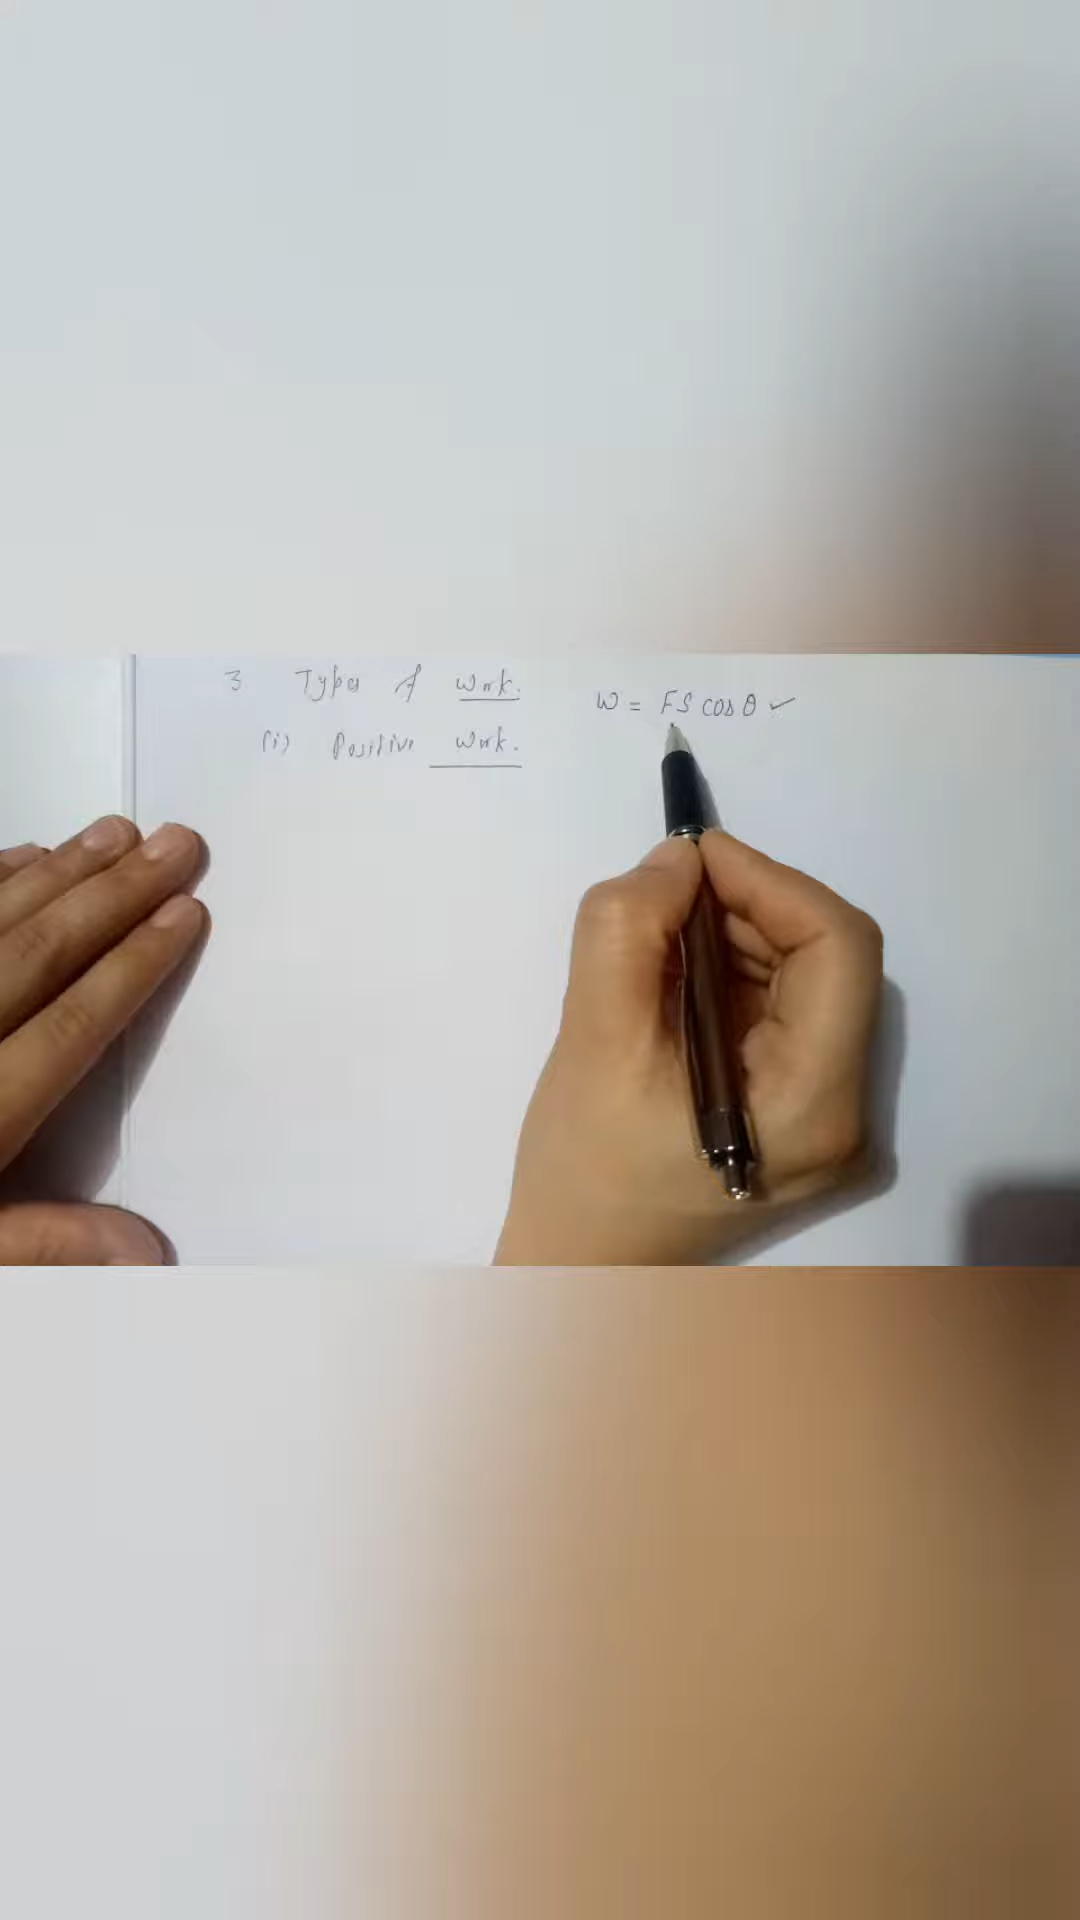 3 Types of Work.
W = FS cos θ ✓
(i) Positive Work.